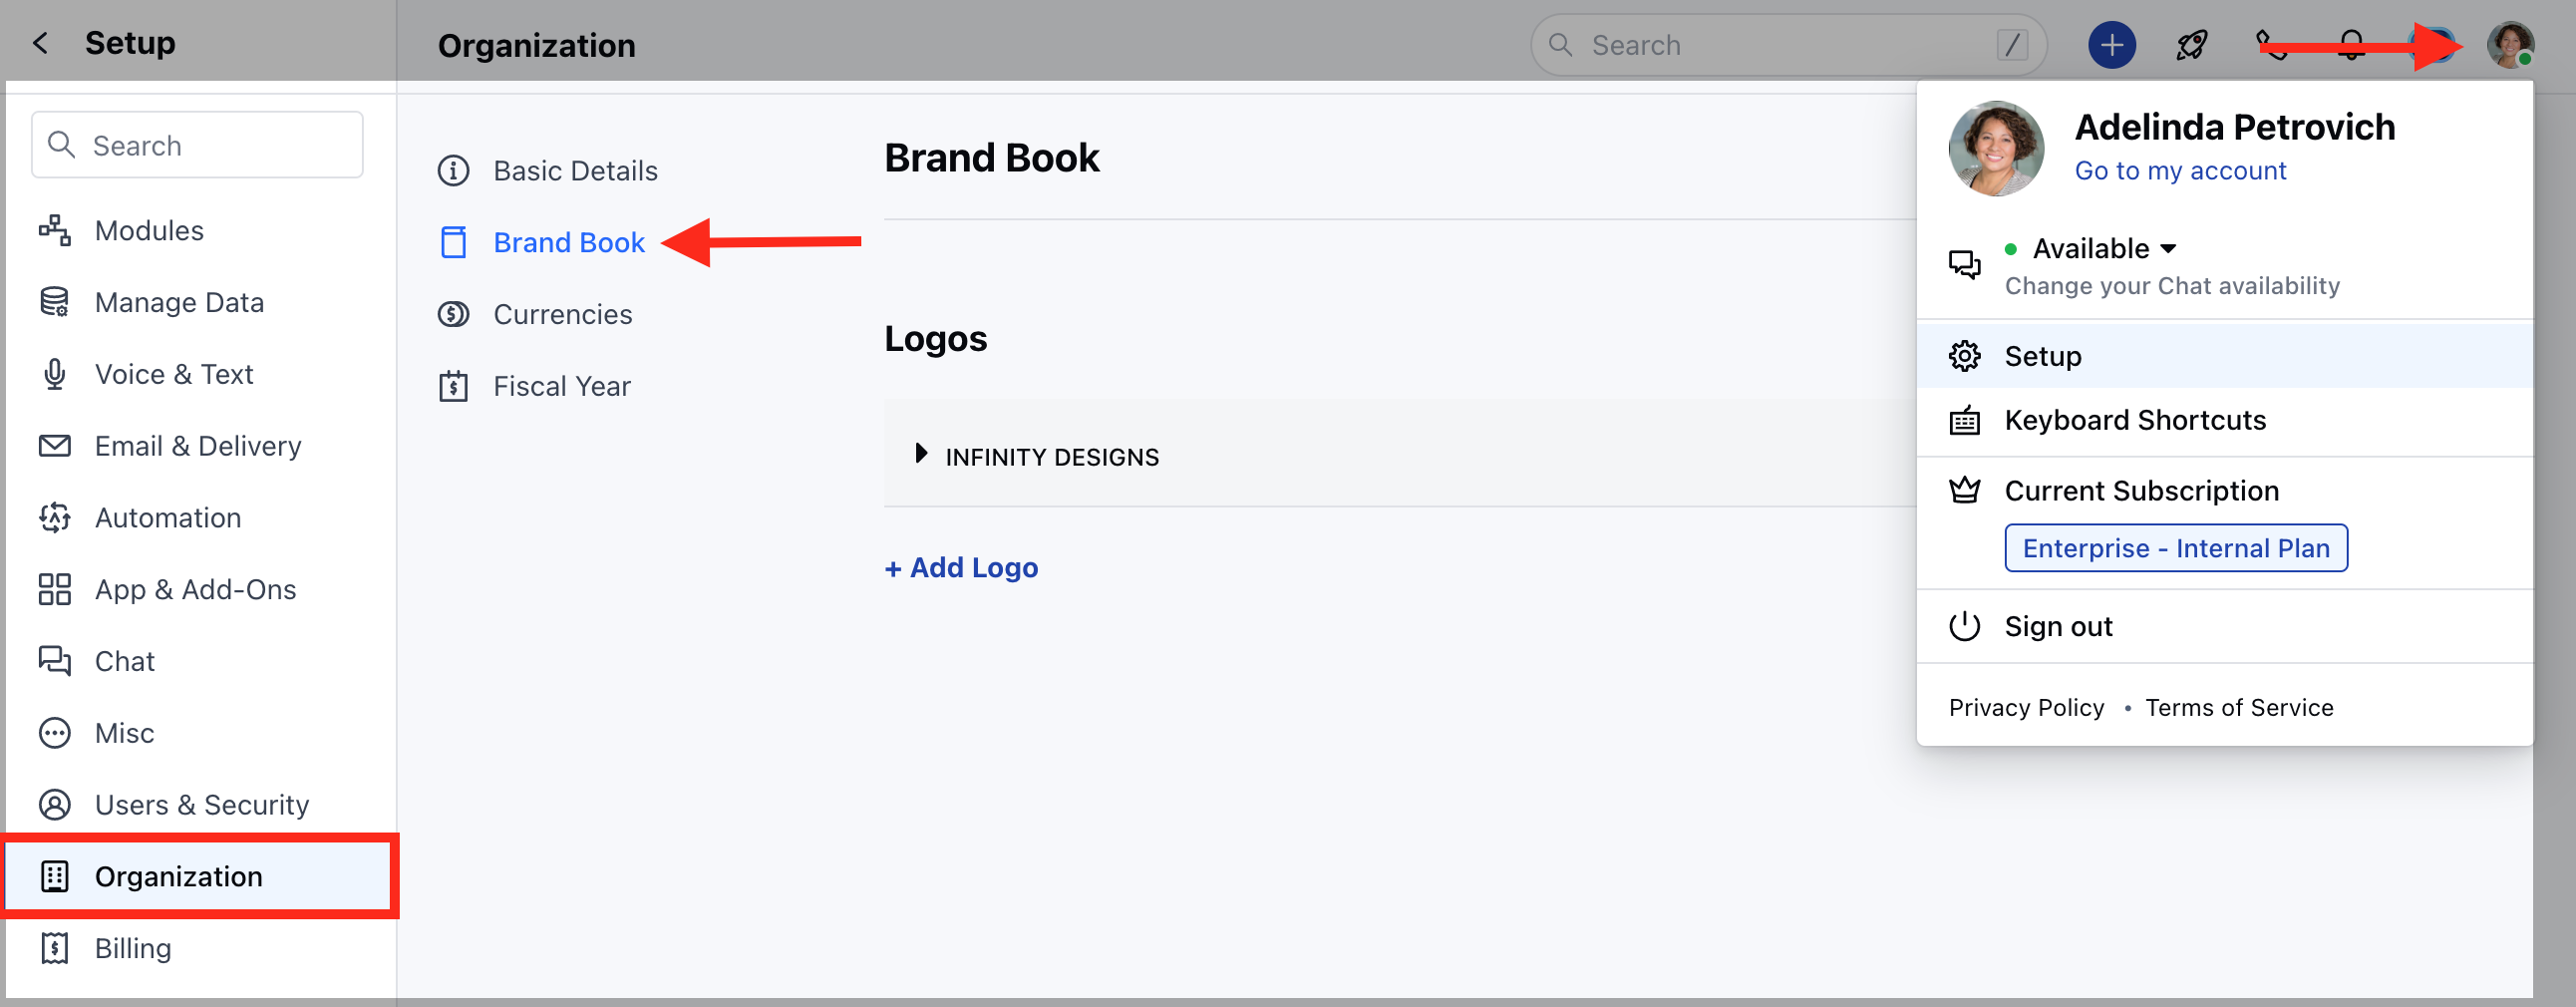 Setup
Organization
Search /
Search
Modules
Manage Data
Voice & Text
Email & Delivery
Automation
App & Add-Ons
Chat
Misc
Users & Security
Organization
Billing
Basic Details
Brand Book
Currencies
Fiscal Year
Brand Book
Logos
INFINITY DESIGNS
+ Add Logo
Adelinda Petrovich
Go to my account
Available
Change your Chat availability
Setup
Keyboard Shortcuts
Current Subscription
Enterprise - Internal Plan
Sign out
Privacy Policy • Terms of Service